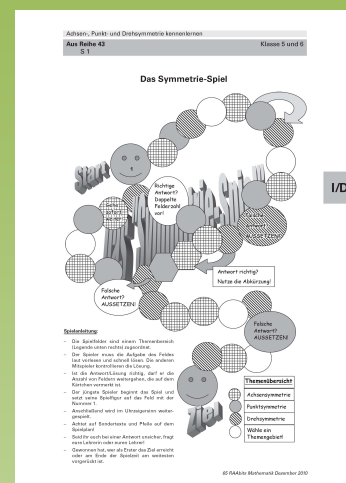 Achsen-, Punkt- und Drehsymmetrie kennenlernen
Aus Reihe 43 Klasse 5 und 6
S 1
Das Symmetrie-Spiel
I/D
Start
Richtige
Antwort?
Doppelte
Felderzahl
vor!
Falsche
Antwort:
AUSSETZEN!
Antwort richtig?
Nutze die Abkürzung!
Falsche
Antwort?
AUSSETZEN!
Falsche
Antwort?
AUSSETZEN!
Ziel
Spielanleitung:
– Die Spielfelder sind einem Themenbereich
(Legende unten rechts) zugeordnet.
– Der Spieler muss die Aufgabe des Feldes
laut vorlesen und schnell lösen. Die anderen
Mitspieler kontrollieren die Lösung.
– Ist die Antwort/Lösung richtig, darf er die
Anzahl von Feldern weitergehen, die auf dem
Kärtchen vermerkt ist.
– Der jüngste Spieler beginnt das Spiel und
setzt seine Spielfigur auf das Feld mit der
Nummer 1.
– Anschließend wird im Uhrzeigersinn weiter-
gespielt.
– Achtet auf Sondertexte und Pfeile auf dem
Spielplan!
– Seid ihr euch bei einer Antwort unsicher, fragt
eure Lehrerin oder euren Lehrer!
– Gewonnen hat, wer als Erster das Ziel erreicht
oder am Ende der Spielzeit am weitesten
vorgerückt ist.
Themenübersicht
Achsensymmetrie
Punktsymmetrie
Drehsymmetrie
Wähle ein
Themengebiet!
65 RAAbits Mathematik Dezember 2010